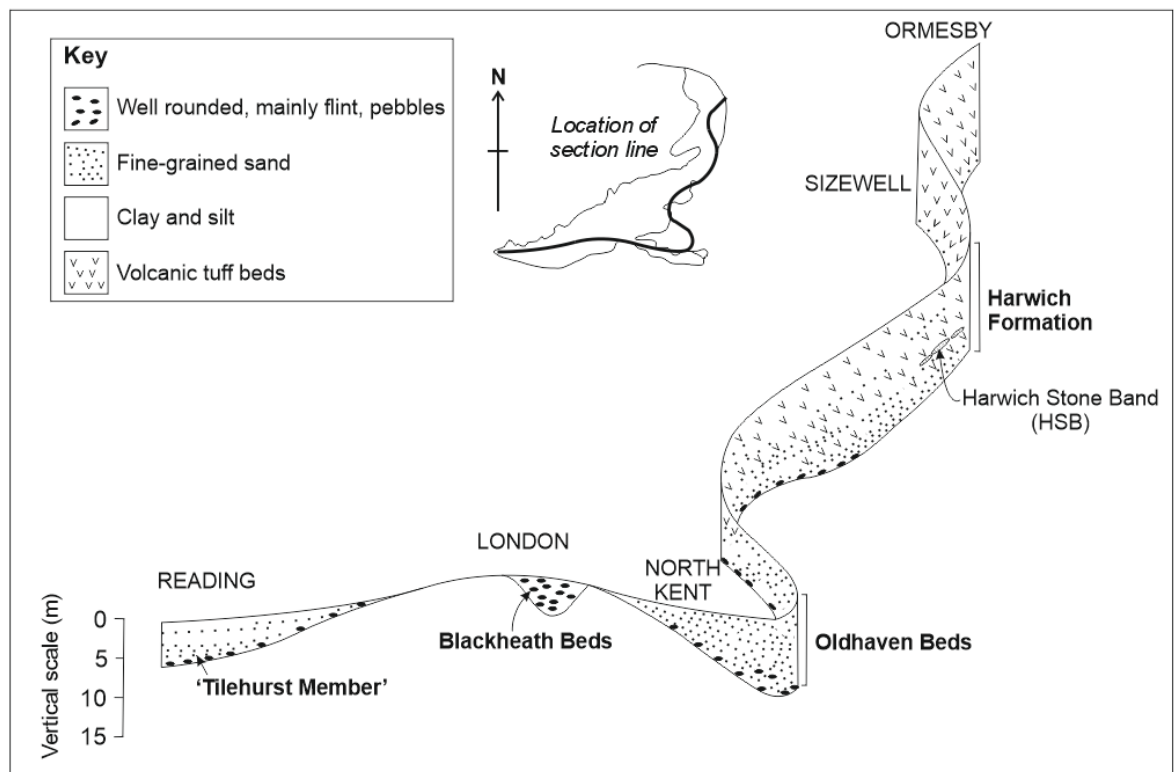 Key
Well rounded, mainly flint, pebbles
Fine-grained sand
Clay and silt
Volcanic tuff beds
N
Location of
section line
ORMESBY
SIZEWELL
Harwich
Formation
Harwich Stone Band
(HSB)
LONDON
READING
NORTH
KENT
Blackheath Beds
Oldhaven Beds
'Tilehurst Member'
Vertical scale (m)
0
5
10
15